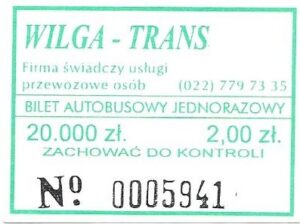 WILGA - TRANS
Firma świadczy usługi
przewozowe osób (022) 779 73 35
BILET AUTOBUSOWY JEDNORAZOWY
20.000 zł. 2,00 zł.
ZACHOWAĆ DO KONTROLI
Nº 0005941